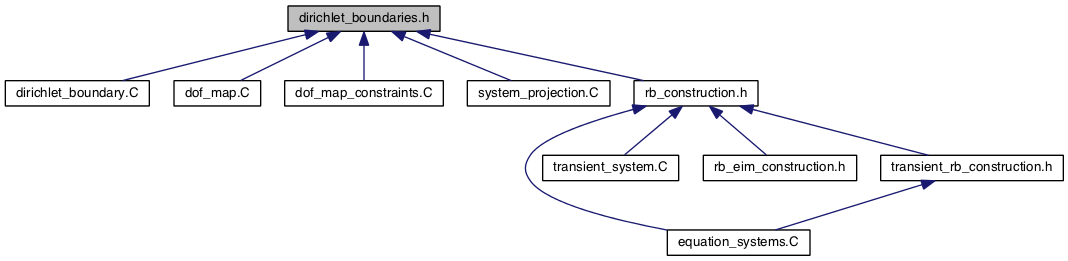 dirichlet_boundaries.h
dirichlet_boundary.C
dof_map.C
dof_map_constraints.C
system_projection.C
rb_construction.h
transient_system.C
rb_eim_construction.h
transient_rb_construction.h
equation_systems.C